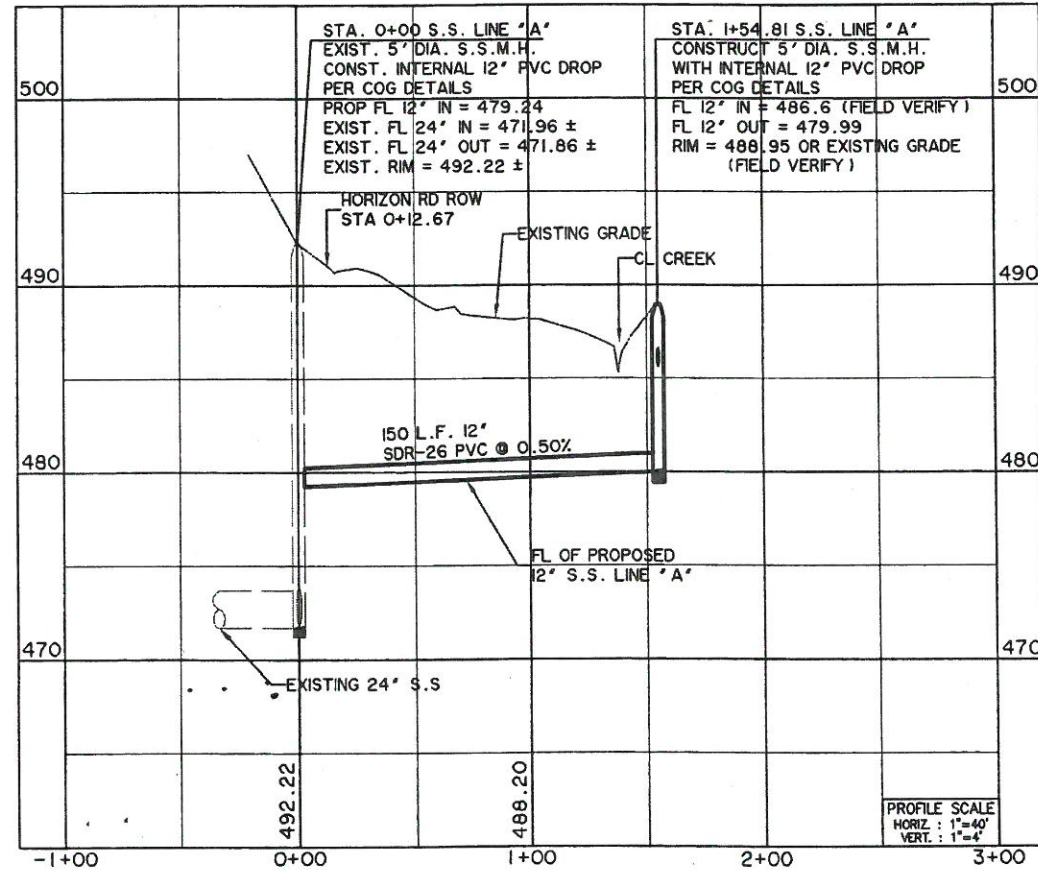 STA. 0+00 S.S. LINE "A"
EXIST. 5' DIA. S.S.M.H.
CONST. INTERNAL 12" PVC DROP
PER COG DETAILS
PROP FL 12" IN = 479.24
EXIST. FL 24" IN = 471.96 ±
EXIST. FL 24" OUT = 471.86 ±
EXIST. RIM = 492.22 ±
STA. 1+54.81 S.S. LINE "A"
CONSTRUCT 5' DIA. S.S.M.H.
WITH INTERNAL 12" PVC DROP
PER COG DETAILS
FL 12" IN = 486.6 (FIELD VERIFY)
FL 12" OUT = 479.99
RIM = 488.95 OR EXISTING GRADE
(FIELD VERIFY)
500
500
HORIZON RD ROW
STA 0+12.67
EXISTING GRADE
CL CREEK
490
490
150 L.F. 12"
SDR-26 PVC @ 0.50%
480
480
FL OF PROPOSED
12" S.S. LINE "A"
470
470
EXISTING 24" S.S
492.22
488.20
PROFILE SCALE
HORIZ. : 1"=40'
VERT. : 1"=4'
-1+00
0+00
1+00
2+00
3+00